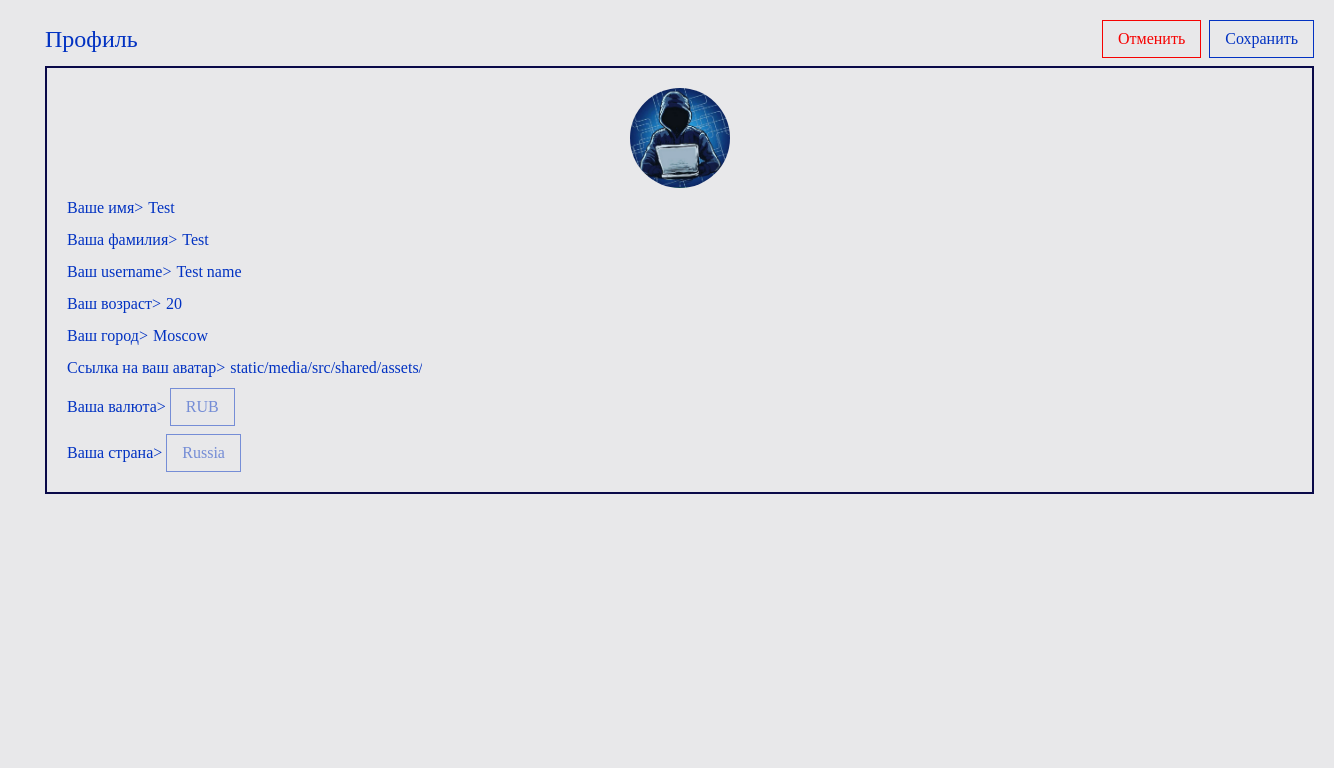 Профиль
Отменить
Сохранить
Ваше имя> Test
Ваша фамилия> Test
Ваш username> Test name
Ваш возраст> 20
Ваш город> Moscow
Ссылка на ваш аватар> static/media/src/shared/assets/
Ваша валюта> RUB
Ваша страна> Russia